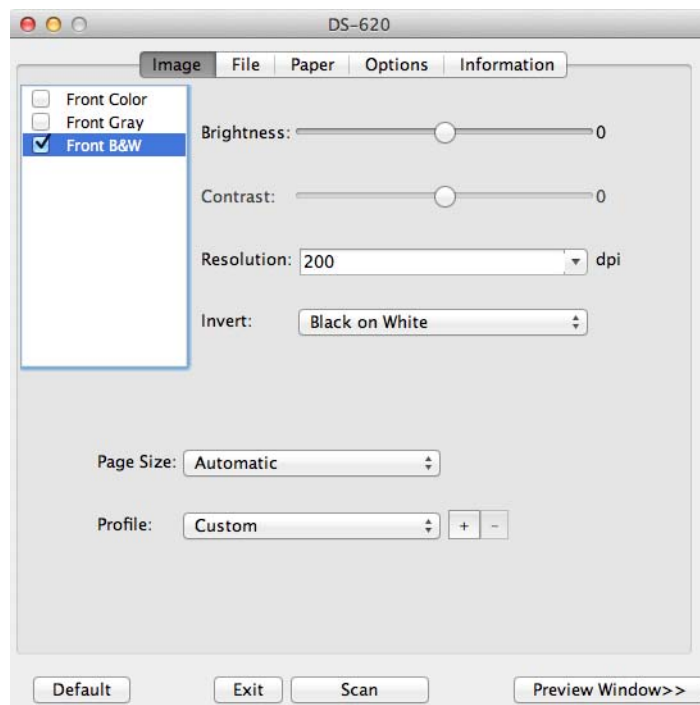 DS-620
Image File Paper Options Information
Front Color
Front Gray
Front B&W
Brightness: 0
Contrast: 0
Resolution: 200 dpi
Invert: Black on White
Page Size: Automatic
Profile: Custom + -
Default Exit Scan Preview Window>>